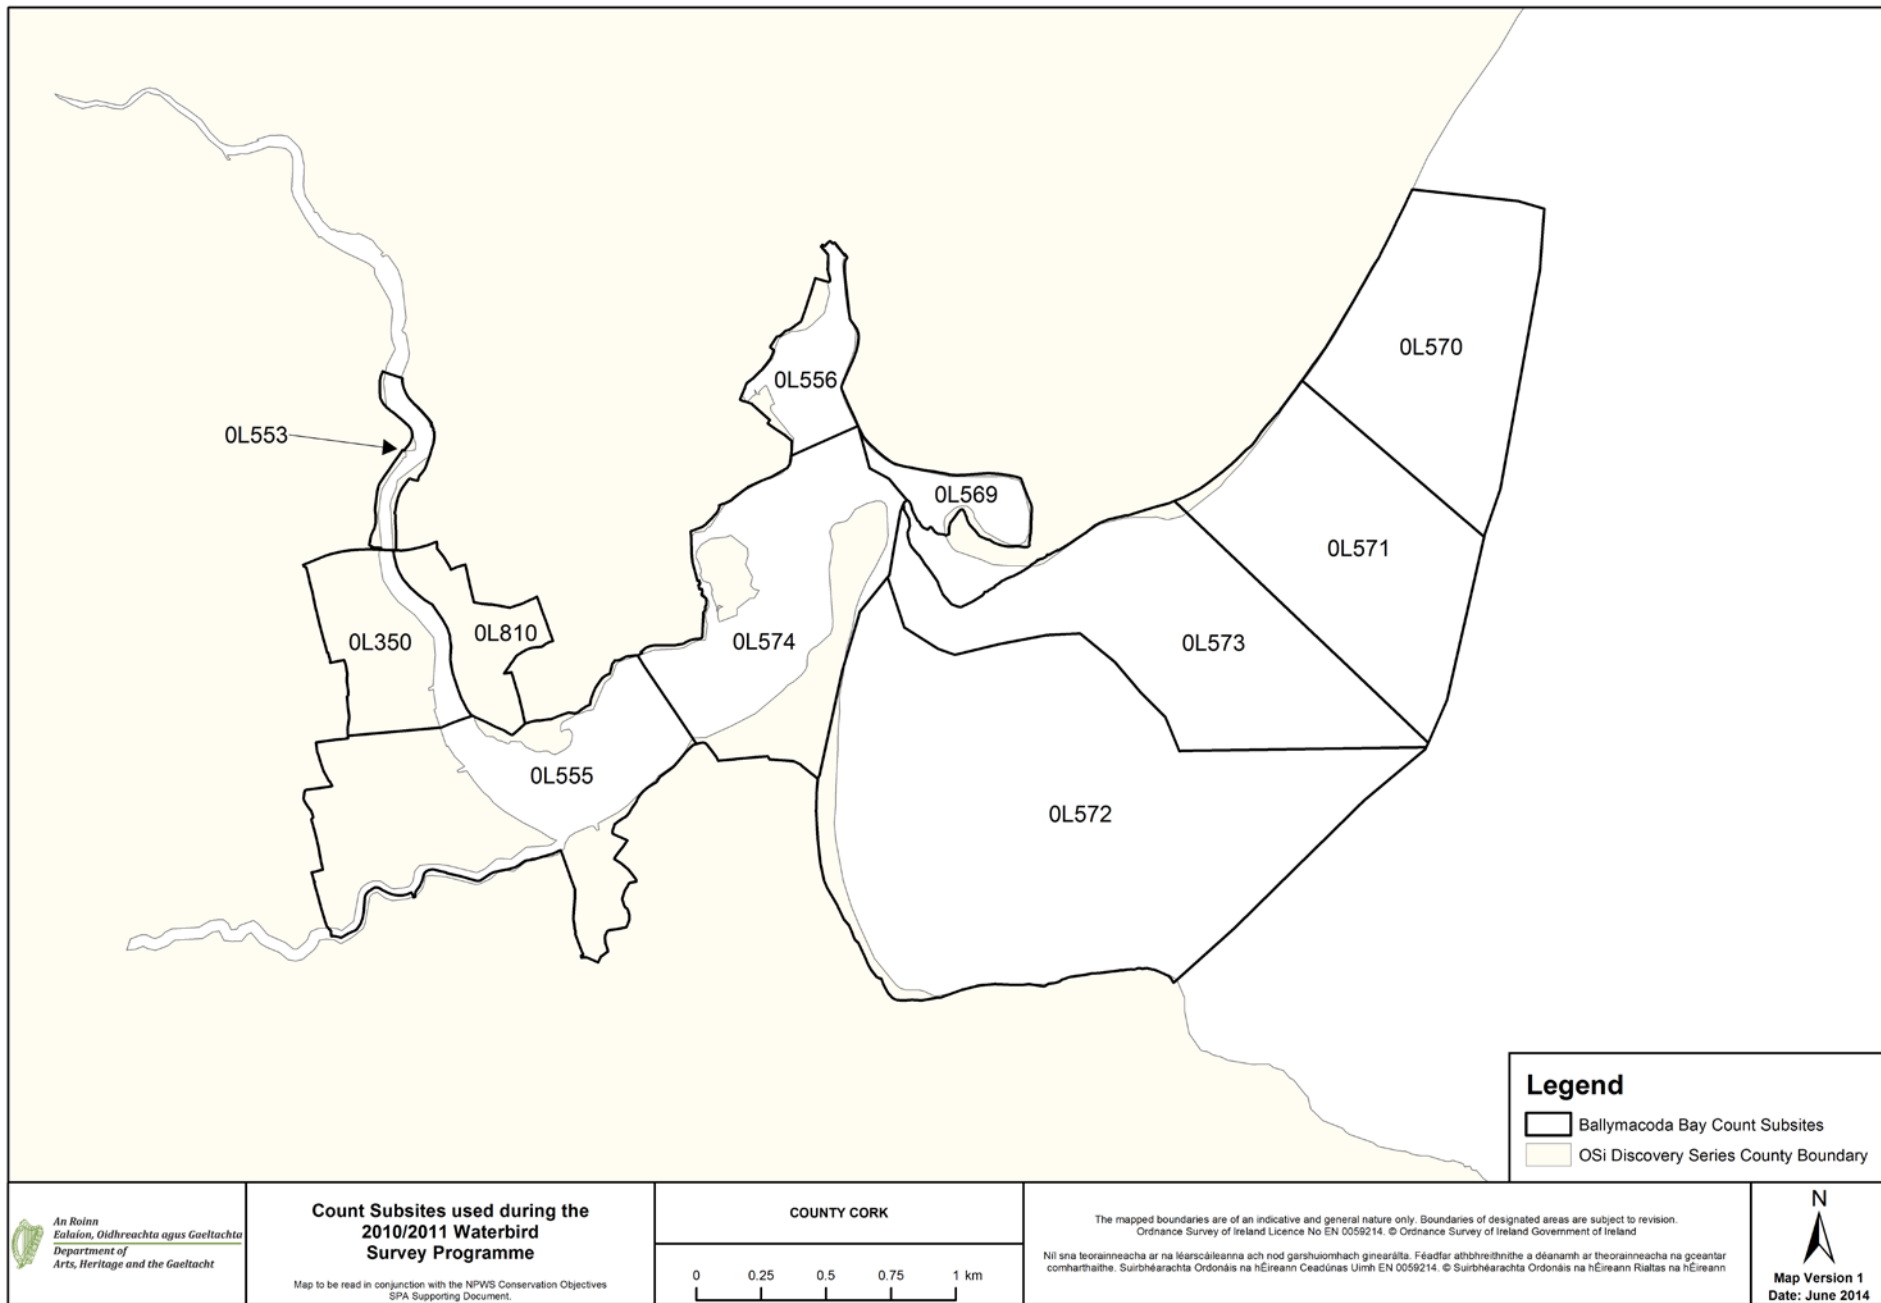 0L556
0L570
0L553
0L569
0L571
0L350
0L810
0L574
0L573
0L555
0L572
Legend
Ballymacoda Bay Count Subsites
OSi Discovery Series County Boundary
An Roinn
Ealaíon, Oidhreachta agus Gaeltachta
Department of
Arts, Heritage and the Gaeltacht
Count Subsites used during the
2010/2011 Waterbird
Survey Programme
Map to be read in conjunction with the NPWS Conservation Objectives
SPA Supporting Document.
COUNTY CORK
0 0.25 0.5 0.75 1 km
The mapped boundaries are of an indicative and general nature only. Boundaries of designated areas are subject to revision.
Ordnance Survey of Ireland Licence No EN 0059214. © Ordnance Survey of Ireland Government of Ireland
Níl sna teorainneacha ar na léarscáileanna ach nod garshuiomhach ginearálta. Féadfar athbhreithnithe a déanamh ar theorainneacha na gceantar
comharthaithe. Suirbhéarachta Ordonáis na hÉireann Ceadúnas Uimh EN 0059214. © Suirbhéarachta Ordonáis na hÉireann Rialtas na hÉireann
N
Map Version 1
Date: June 2014